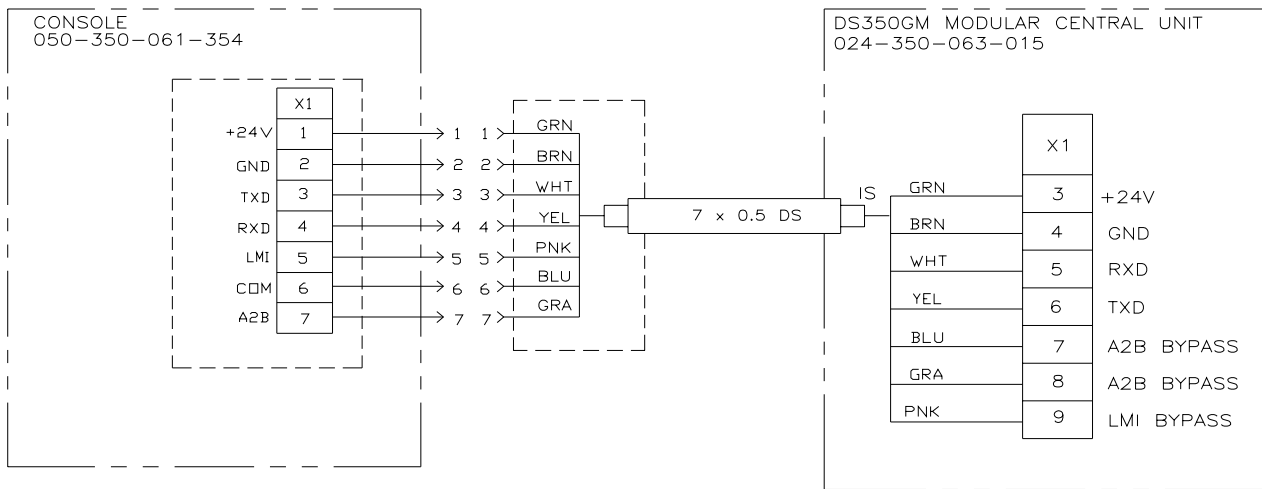 CONSOLE
050-350-061-354
X1
+24V 1
GND 2
TXD 3
RXD 4
LMI 5
COM 6
A2B 7
1 1 GRN
2 2 BRN
3 3 WHT
4 4 YEL
5 5 PNK
6 6 BLU
7 7 GRA
7 x 0.5 DS
IS
DS350GM MODULAR CENTRAL UNIT
024-350-063-015
X1
GRN 3 +24V
BRN 4 GND
WHT 5 RXD
YEL 6 TXD
BLU 7 A2B BYPASS
GRA 8 A2B BYPASS
PNK 9 LMI BYPASS